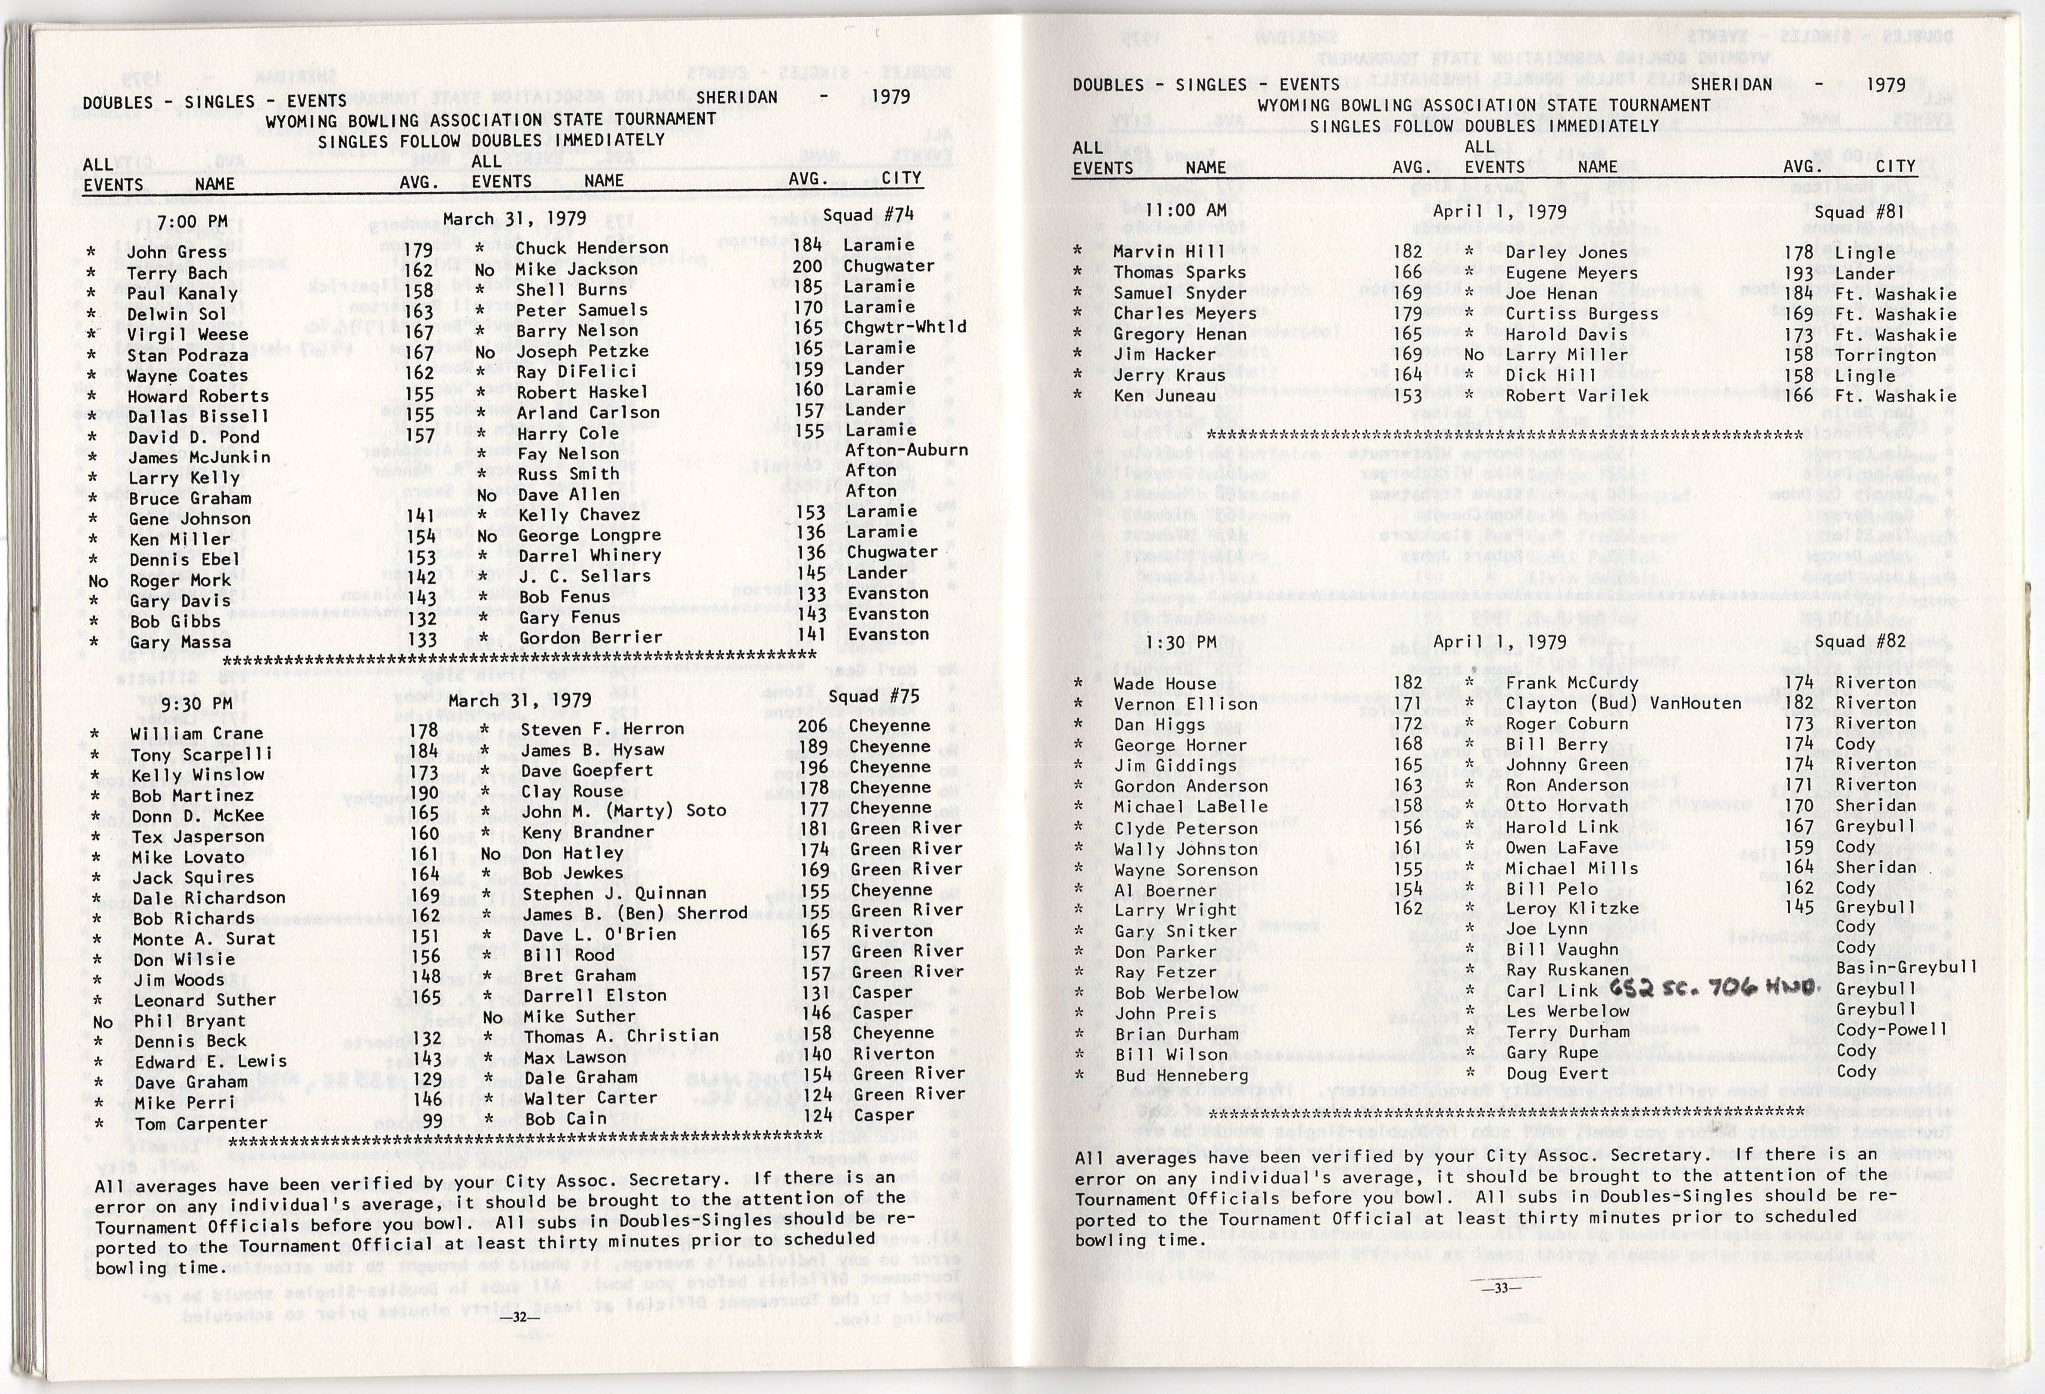 DOUBLES - SINGLES - EVENTS SHERIDAN - 1979
WYOMING BOWLING ASSOCIATION STATE TOURNAMENT
SINGLES FOLLOW DOUBLES IMMEDIATELY
ALL ALL
EVENTS NAME AVG. EVENTS NAME AVG. CITY
7:00 PM March 31, 1979 Squad #74
* John Gress 179 * Chuck Henderson 184 Laramie
* Terry Bach 162 No Mike Jackson 200 Chugwater
* Paul Kanaly 158 * Shell Burns 185 Laramie
* Delwin Sol 163 * Peter Samuels 170 Laramie
* Virgil Weese 167 * Barry Nelson 165 Chgwtr-Whtld
* Stan Podraza 167 No Joseph Petzke 165 Laramie
* Wayne Coates 162 * Ray DiFelici 159 Lander
* Howard Roberts 155 * Robert Haskel 160 Laramie
* Dallas Bissell 155 * Arland Carlson 157 Lander
* David D. Pond 157 * Harry Cole 155 Laramie
* James McJunkin * Fay Nelson Afton-Auburn
* Larry Kelly * Russ Smith Afton
* Bruce Graham No Dave Allen Afton
* Gene Johnson 141 * Kelly Chavez 153 Laramie
* Ken Miller 154 No George Longpre 136 Laramie
* Dennis Ebel 153 * Darrel Whinery 136 Chugwater
No Roger Mork 142 * J. C. Sellars 145 Lander
* Gary Davis 143 * Bob Fenus 133 Evanston
* Bob Gibbs 132 * Gary Fenus 143 Evanston
* Gary Massa 133 * Gordon Berrier 141 Evanston
**********************************************************
9:30 PM March 31, 1979 Squad #75
* William Crane 178 * Steven F. Herron 206 Cheyenne
* Tony Scarpelli 184 * James B. Hysaw 189 Cheyenne
* Kelly Winslow 173 * Dave Goepfert 196 Cheyenne
* Bob Martinez 190 * Clay Rouse 178 Cheyenne
* Donn D. McKee 165 * John M. (Marty) Soto 177 Cheyenne
* Tex Jasperson 160 * Keny Brandner 181 Green River
* Mike Lovato 161 No Don Hatley 174 Green River
* Jack Squires 164 * Bob Jewkes 169 Green River
* Dale Richardson 169 * Stephen J. Quinnan 155 Cheyenne
* Bob Richards 162 * James B. (Ben) Sherrod 155 Green River
* Monte A. Surat 151 * Dave L. O'Brien 165 Riverton
* Don Wilsie 156 * Bill Rood 157 Green River
* Jim Woods 148 * Bret Graham 157 Green River
* Leonard Suther 165 * Darrell Elston 131 Casper
No Phil Bryant No Mike Suther 146 Casper
* Dennis Beck 132 * Thomas A. Christian 158 Cheyenne
* Edward E. Lewis 143 * Max Lawson 140 Riverton
* Dave Graham 129 * Dale Graham 154 Green River
* Mike Perri 146 * Walter Carter 124 Green River
* Tom Carpenter 99 * Bob Cain 124 Casper
**********************************************************
All averages have been verified by your City Assoc. Secretary. If there is an
error on any individual's average, it should be brought to the attention of the
Tournament Officials before you bowl. All subs in Doubles-Singles should be re-
ported to the Tournament Official at least thirty minutes prior to scheduled
bowling time.
—32—
DOUBLES - SINGLES - EVENTS SHERIDAN - 1979
WYOMING BOWLING ASSOCIATION STATE TOURNAMENT
SINGLES FOLLOW DOUBLES IMMEDIATELY
ALL ALL
EVENTS NAME AVG. EVENTS NAME AVG. CITY
11:00 AM April 1, 1979 Squad #81
* Marvin Hill 182 * Darley Jones 178 Lingle
* Thomas Sparks 166 * Eugene Meyers 193 Lander
* Samuel Snyder 169 * Joe Henan 184 Ft. Washakie
* Charles Meyers 179 * Curtiss Burgess 169 Ft. Washakie
* Gregory Henan 165 * Harold Davis 173 Ft. Washakie
* Jim Hacker 169 No Larry Miller 158 Torrington
* Jerry Kraus 164 * Dick Hill 158 Lingle
* Ken Juneau 153 * Robert Varilek 166 Ft. Washakie
**********************************************************
1:30 PM April 1, 1979 Squad #82
* Wade House 182 * Frank McCurdy 174 Riverton
* Vernon Ellison 171 * Clayton (Bud) VanHouten 182 Riverton
* Dan Higgs 172 * Roger Coburn 173 Riverton
* George Horner 168 * Bill Berry 174 Cody
* Jim Giddings 165 * Johnny Green 174 Riverton
* Gordon Anderson 163 * Ron Anderson 171 Riverton
* Michael LaBelle 158 * Otto Horvath 170 Sheridan
* Clyde Peterson 156 * Harold Link 167 Greybull
* Wally Johnston 161 * Owen LaFave 159 Cody
* Wayne Sorenson 155 * Michael Mills 164 Sheridan
* Al Boerner 154 * Bill Pelo 162 Cody
* Larry Wright 162 * Leroy Klitzke 145 Greybull
* Gary Snitker * Joe Lynn Cody
* Don Parker * Bill Vaughn Cody
* Ray Fetzer * Ray Ruskanen Basin-Greybull
* Bob Werbelow * Carl Link 652 SC. 706 HWD. Greybull
* John Preis * Les Werbelow Greybull
* Brian Durham * Terry Durham Cody-Powell
* Bill Wilson * Gary Rupe Cody
* Bud Henneberg * Doug Evert Cody
**********************************************************
All averages have been verified by your City Assoc. Secretary. If there is an
error on any individual's average, it should be brought to the attention of the
Tournament Officials before you bowl. All subs in Doubles-Singles should be re-
ported to the Tournament Official at least thirty minutes prior to scheduled
bowling time.
—33—